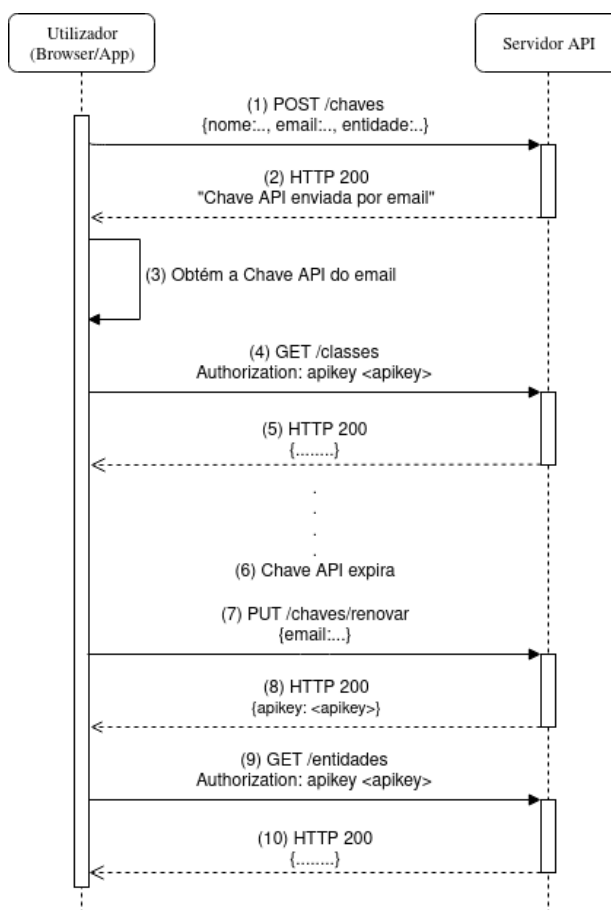 Utilizador
(Browser/App)
Servidor API
(1) POST /chaves
{nome:.., email:.., entidade:..}
(2) HTTP 200
"Chave API enviada por email"
(3) Obtém a Chave API do email
(4) GET /classes
Authorization: apikey <apikey>
(5) HTTP 200
{........}
.
.
.
.
(6) Chave API expira
(7) PUT /chaves/renovar
{email:...}
(8) HTTP 200
{apikey: <apikey>}
(9) GET /entidades
Authorization: apikey <apikey>
(10) HTTP 200
{........}